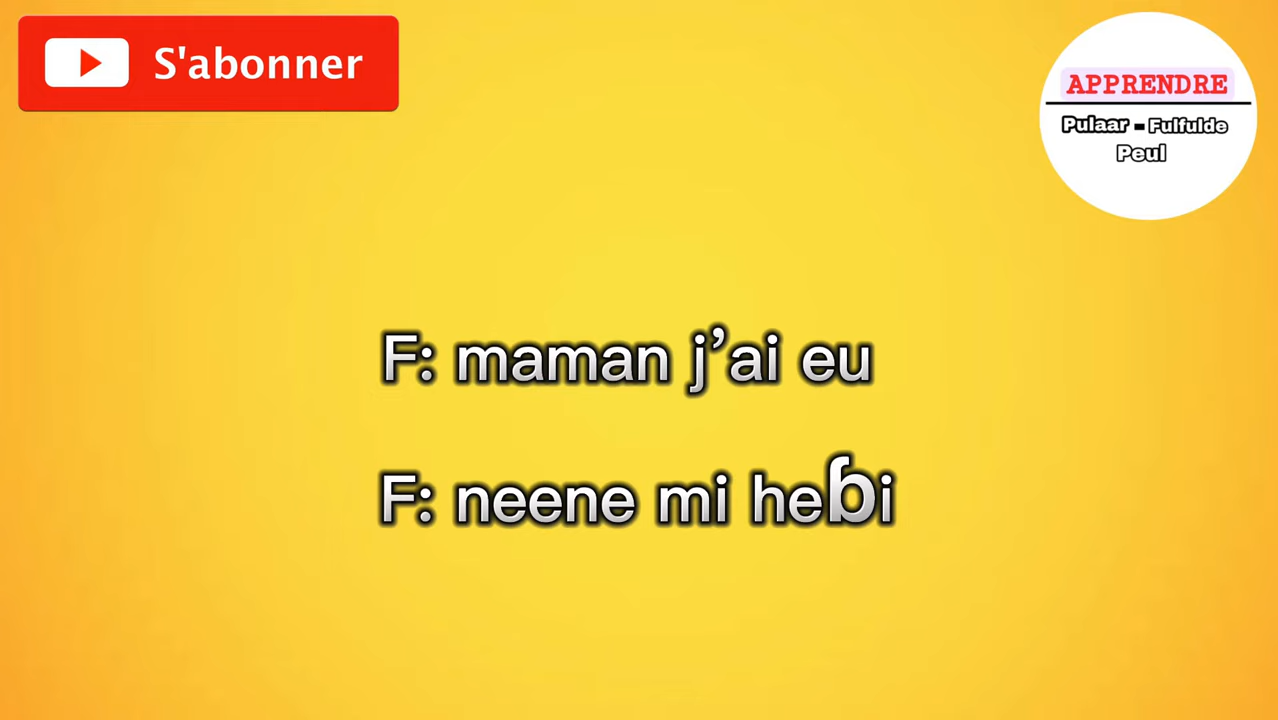 S'abonner
APPRENDRE
Pulaar - Fulfulde
Peul
F: maman j’ai eu
F: neene mi heɓi